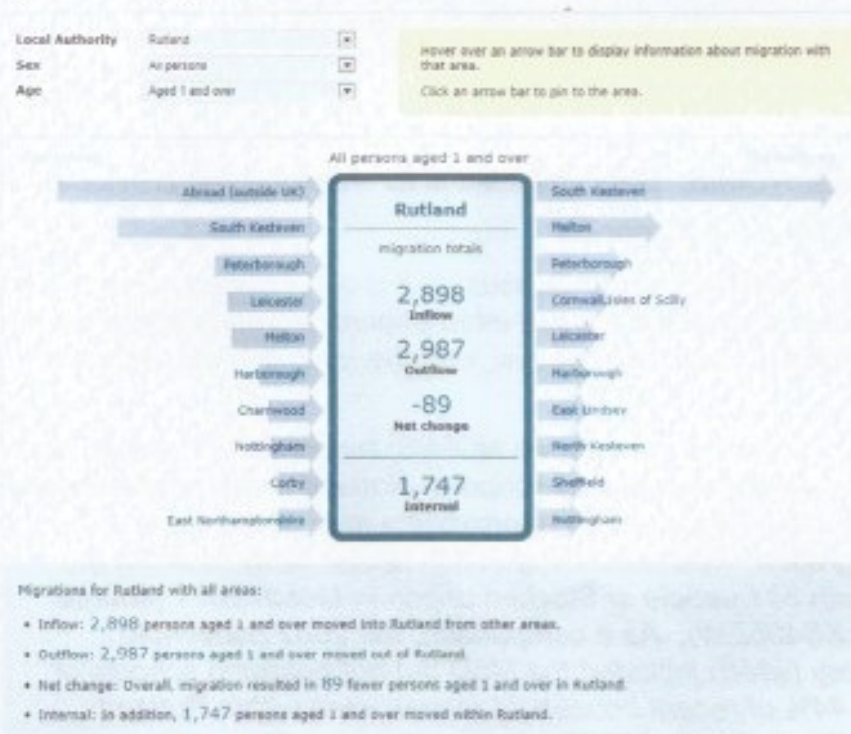 Local Authority Rutland
Sex All persons
Age Aged 1 and over
Hover over an arrow bar to display information about migration with
that area.
Click an arrow bar to pin to the area.
All persons aged 1 and over
Abroad (outside UK)
South Kesteven
Peterborough
Leicester
Melton
Harborough
Charnwood
Nottingham
Corby
East Northamptonshire
Rutland
migration totals
2,898
Inflow
2,987
Outflow
-89
Net change
1,747
Internal
South Kesteven
Melton
Peterborough
Cornwall,Isles of Scilly
Leicester
Harborough
East Lindsey
North Kesteven
Sheffield
Nottingham
Migrations for Rutland with all areas:
• Inflow: 2,898 persons aged 1 and over moved into Rutland from other areas.
• Outflow: 2,987 persons aged 1 and over moved out of Rutland.
• Net change: Overall, migration resulted in 89 fewer persons aged 1 and over in Rutland.
• Internal: In addition, 1,747 persons aged 1 and over moved within Rutland.